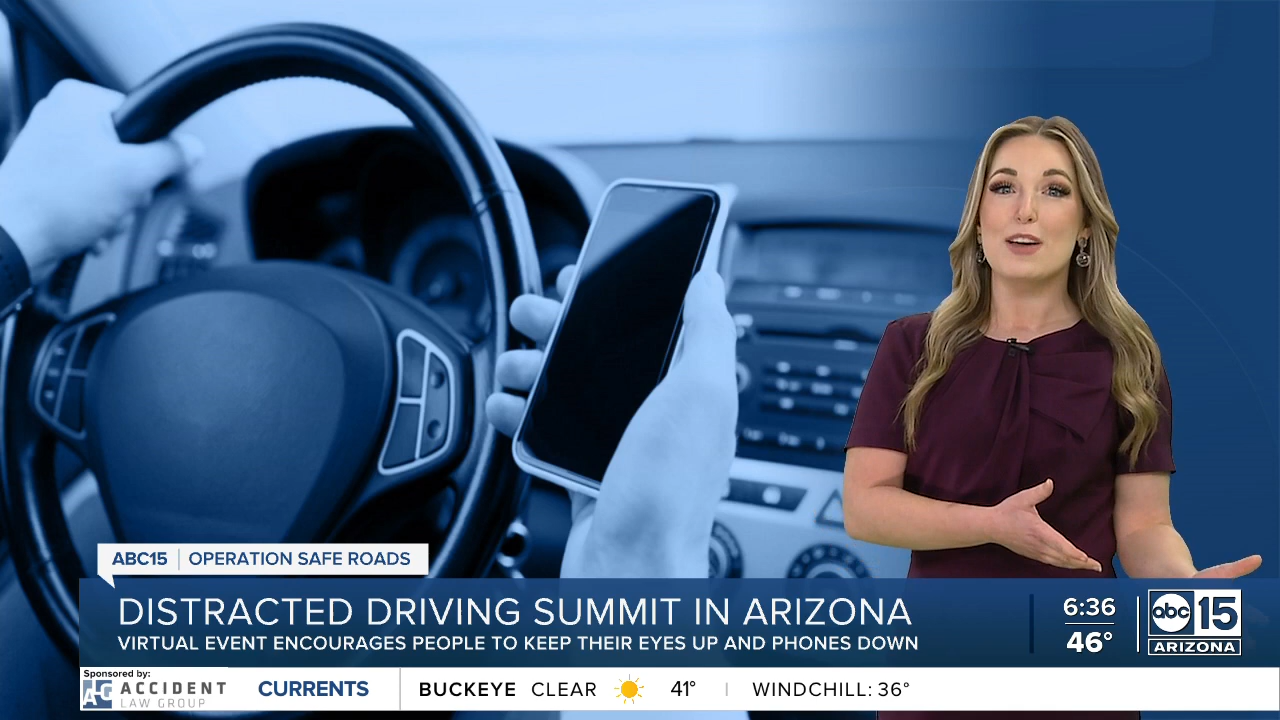 ABC15 | OPERATION SAFE ROADS
DISTRACTED DRIVING SUMMIT IN ARIZONA
VIRTUAL EVENT ENCOURAGES PEOPLE TO KEEP THEIR EYES UP AND PHONES DOWN
6:36
46°
abc 15
ARIZONA
Sponsored by:
AG ACCIDENT
LAW GROUP
CURRENTS
BUCKEYE CLEAR 41° | WINDCHILL: 36°